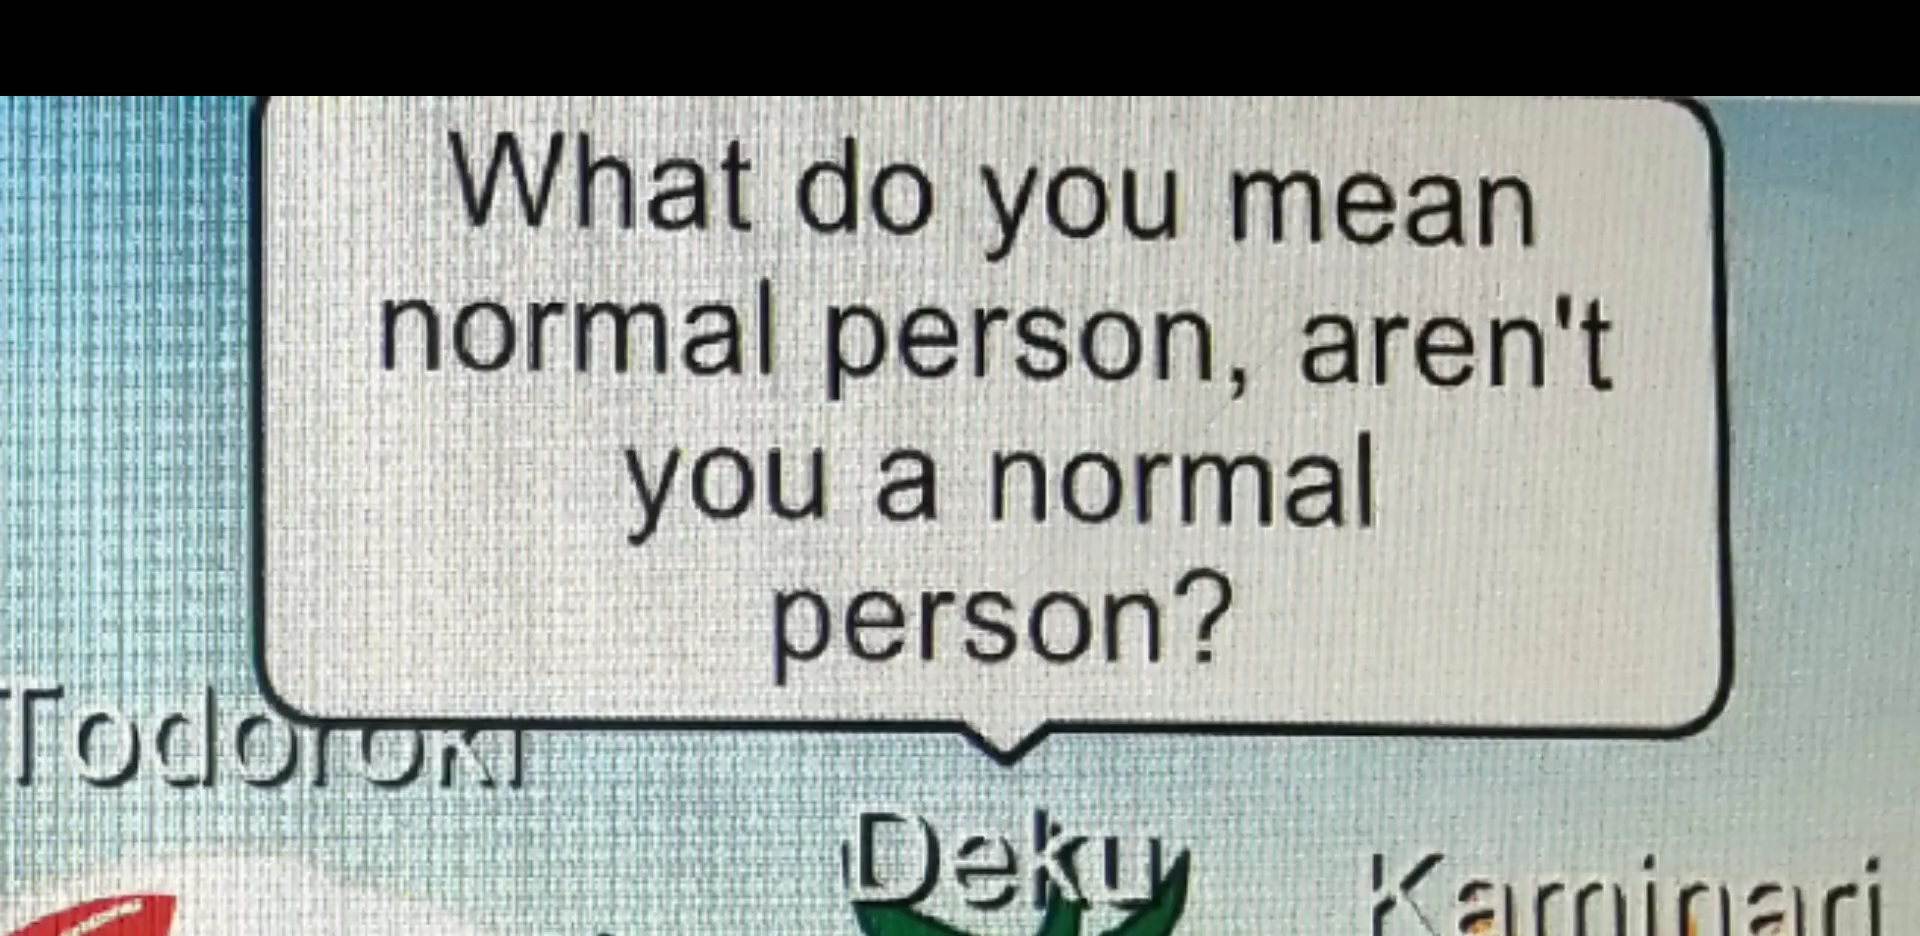 What do you mean
normal person, aren't
you a normal
person?
Todoroki
Deku
Kaminari